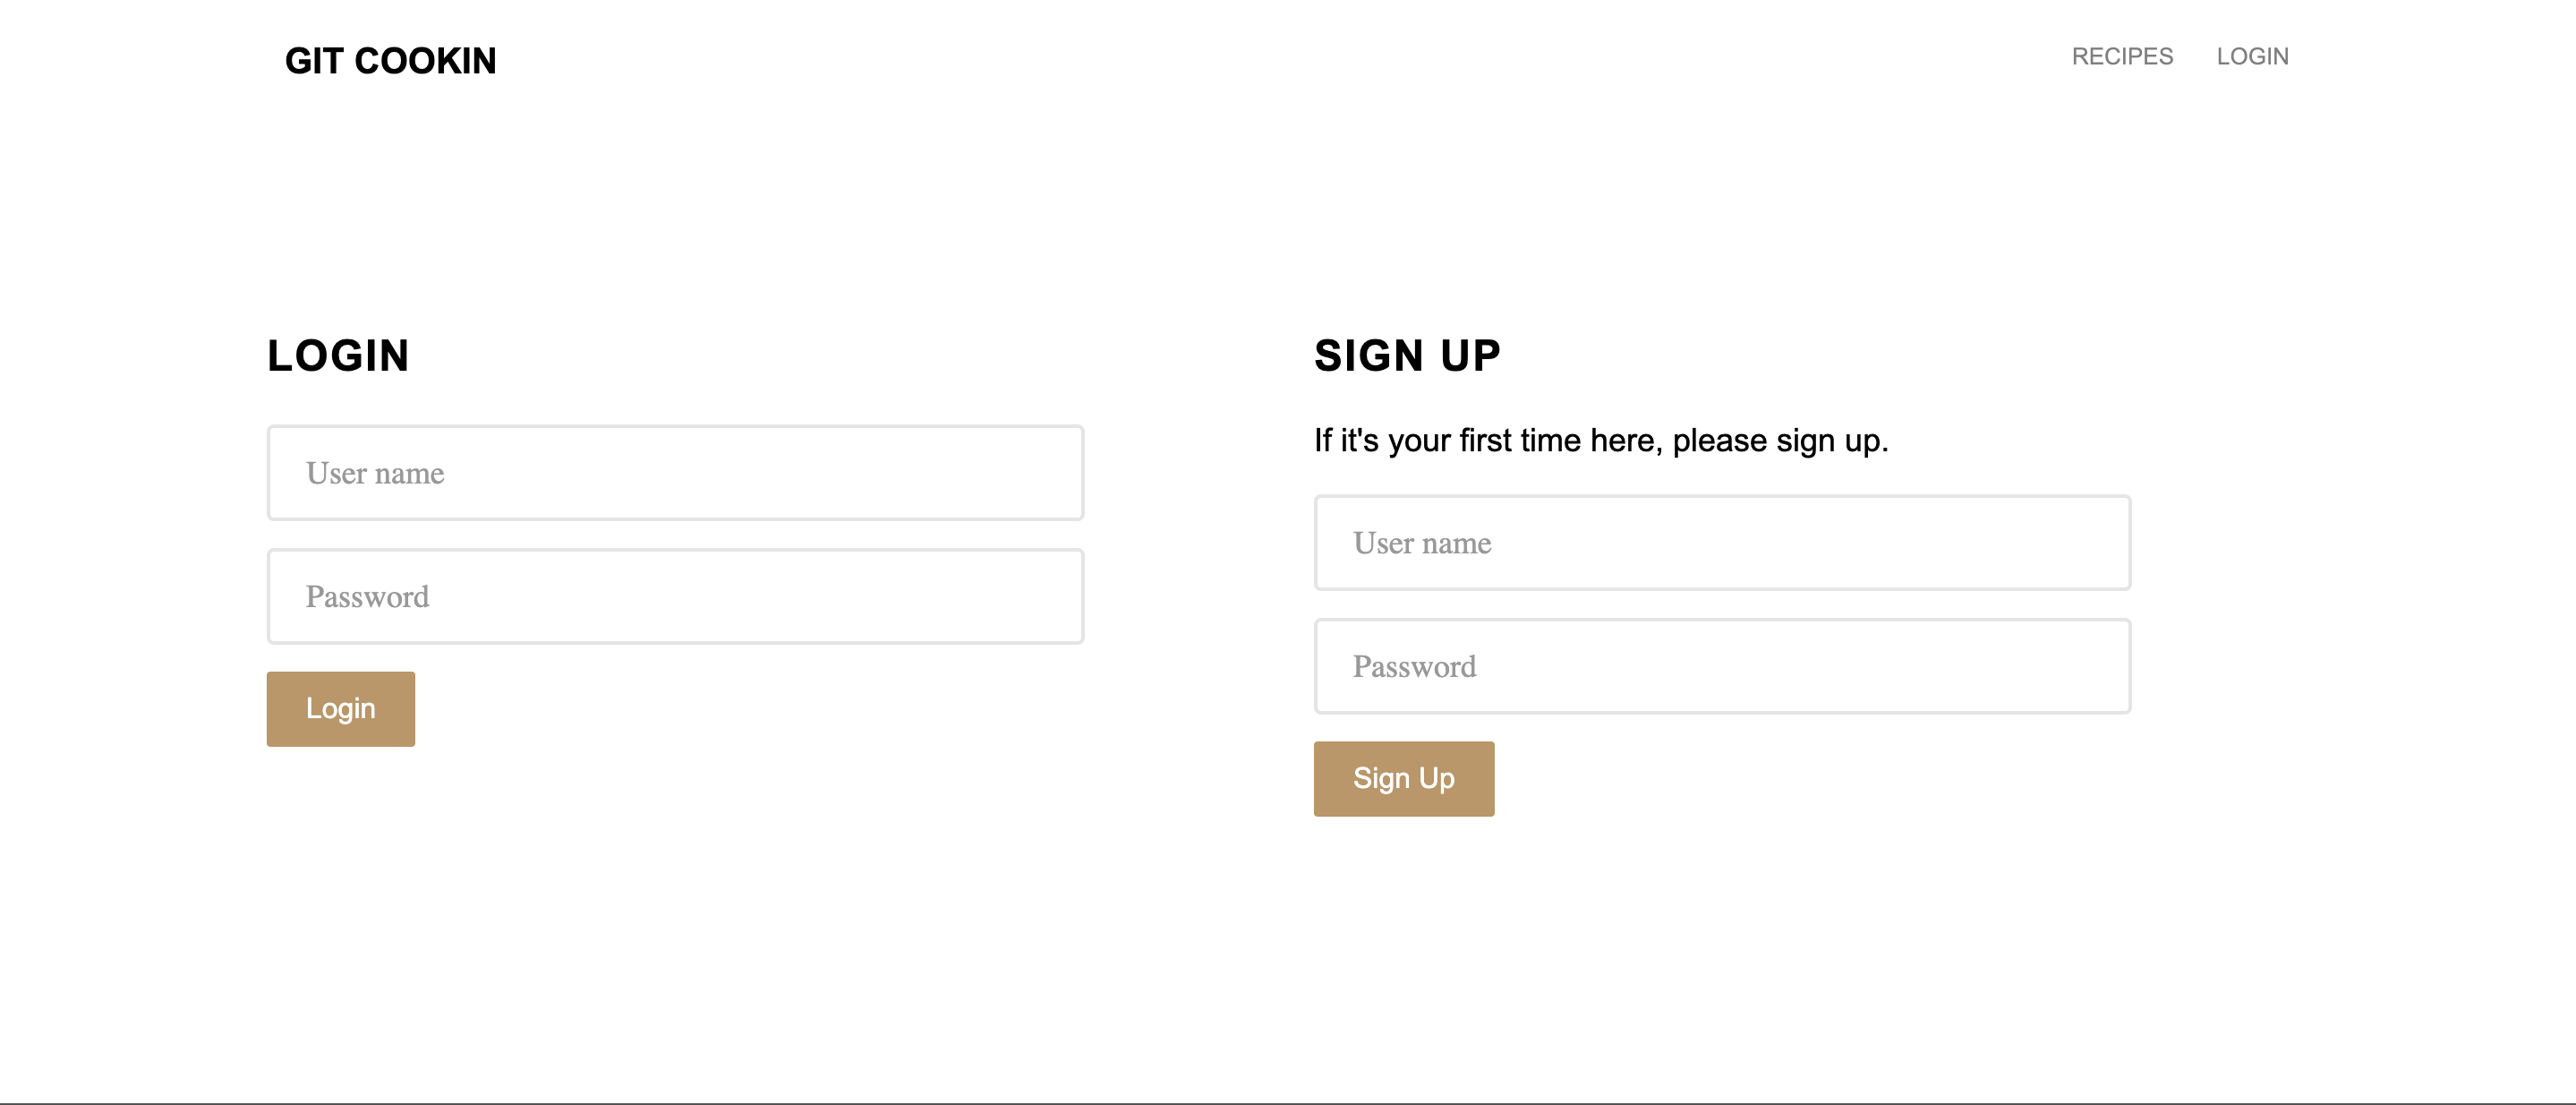 GIT COOKIN
RECIPES LOGIN
LOGIN
User name
Password
Login
SIGN UP
If it's your first time here, please sign up.
User name
Password
Sign Up